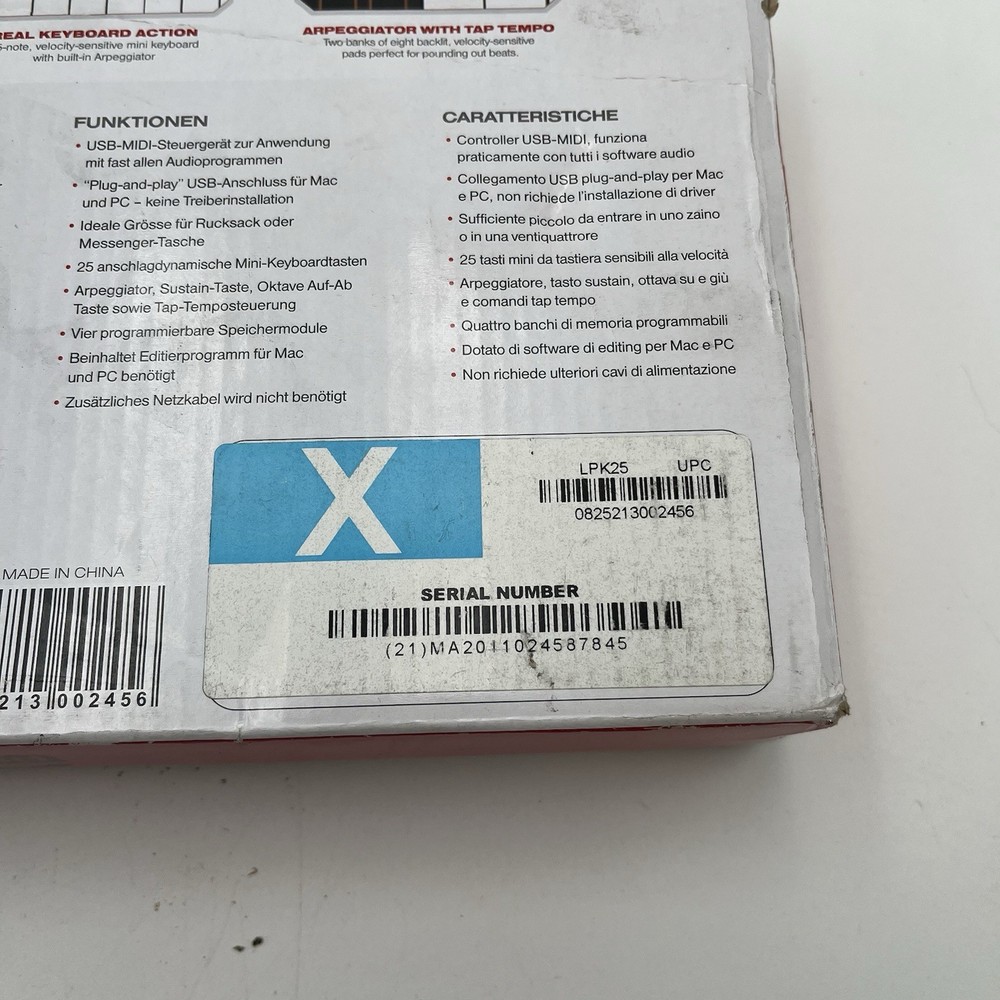 REAL KEYBOARD ACTION
-note, velocity-sensitive mini keyboard
with built-in Arpeggiator
ARPEGGIATOR WITH TAP TEMPO
Two banks of eight backlit, velocity-sensitive
pads perfect for pounding out beats.
FUNKTIONEN
• USB-MIDI-Steuergerät zur Anwendung
mit fast allen Audioprogrammen
• "Plug-and-play" USB-Anschluss für Mac
und PC – keine Treiberinstallation
• Ideale Grösse für Rucksack oder
Messenger-Tasche
• 25 anschlagdynamische Mini-Keyboardtasten
• Arpeggiator, Sustain-Taste, Oktave Auf-Ab
Taste sowie Tap-Temposteuerung
• Vier programmierbare Speichermodule
• Beinhaltet Editierprogramm für Mac
und PC benötigt
• Zusätzliches Netzkabel wird nicht benötigt
CARATTERISTICHE
• Controller USB-MIDI, funziona
praticamente con tutti i software audio
• Collegamento USB plug-and-play per Mac
e PC, non richiede l'installazione di driver
• Sufficiente piccolo da entrare in uno zaino
o in una ventiquattrore
• 25 tasti mini da tastiera sensibili alla velocità
• Arpeggiatore, tasto sustain, ottava su e giù
e comandi tap tempo
• Quattro banchi di memoria programmabili
• Dotato di software di editing per Mac e PC
• Non richiede ulteriori cavi di alimentazione
X
LPK25 UPC
0825213002456
SERIAL NUMBER
(21)MA2011024587845
MADE IN CHINA
213 002456